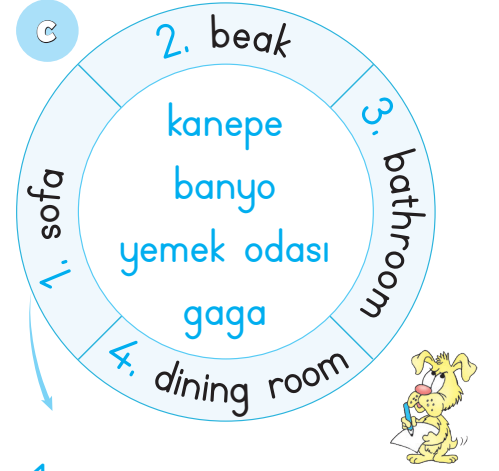 C
1. sofa
2. beak
3. bathroom
4. dining room
kanepe
banyo
yemek odası
gaga